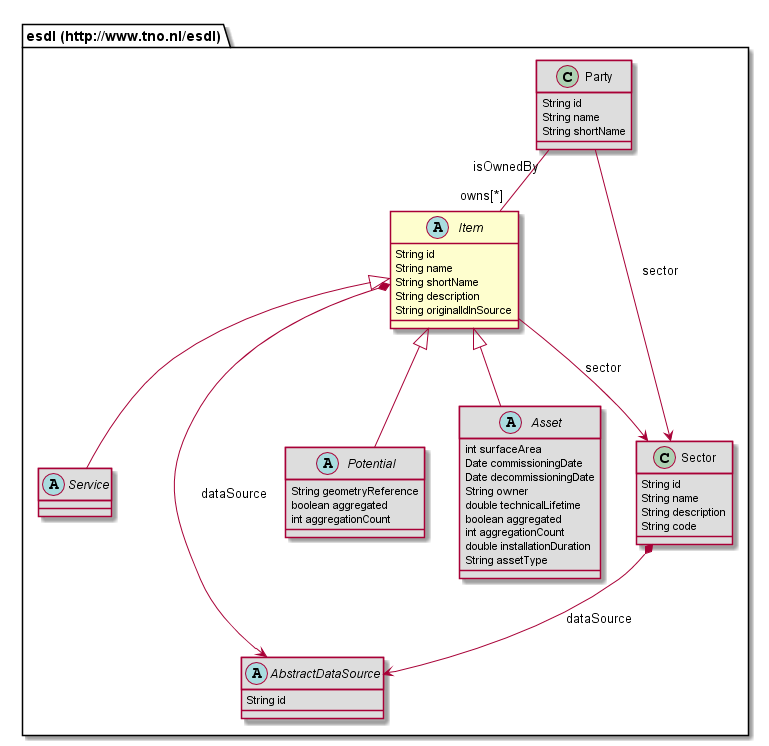 esdl (http://www.tno.nl/esdl)
C Party
String id
String name
String shortName
isOwnedBy
owns[*]
A Item
String id
String name
String shortName
String description
String originalIdInSource
sector
sector
A Asset
int surfaceArea
Date commissioningDate
Date decommissioningDate
String owner
double technicalLifetime
boolean aggregated
int aggregationCount
double installationDuration
String assetType
A Potential
String geometryReference
boolean aggregated
int aggregationCount
C Sector
String id
String name
String description
String code
A Service
dataSource
dataSource
A AbstractDataSource
String id